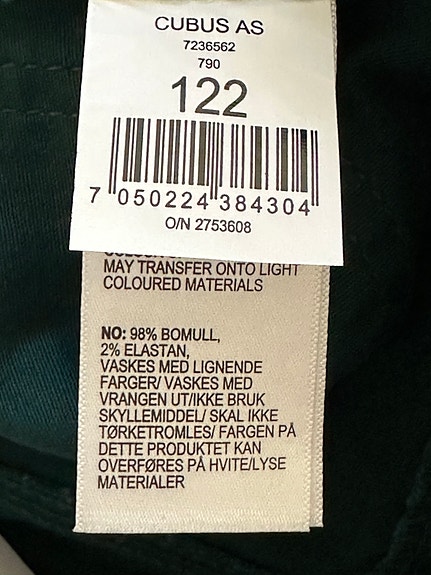 CUBUS AS
7236562
790
122
7 050224 384304
O/N 2753608
MAY TRANSFER ONTO LIGHT
COLOURED MATERIALS
NO: 98% BOMULL,
2% ELASTAN,
VASKES MED LIGNENDE
FARGER/ VASKES MED
VRANGEN UT/IKKE BRUK
SKYLLEMIDDEL/ SKAL IKKE
TØRKETROMLES/ FARGEN PÅ
DETTE PRODUKTET KAN
OVERFØRES PÅ HVITE/LYSE
MATERIALER